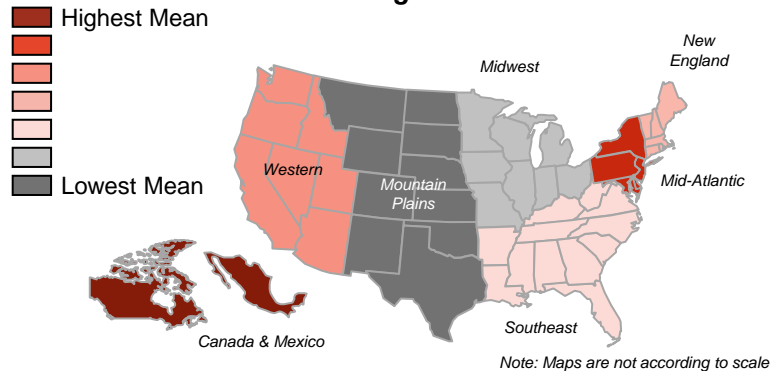 Highest Mean
Lowest Mean
Midwest
New
England
Western
Mountain
Plains
Mid-Atlantic
Southeast
Canada & Mexico
Note: Maps are not according to scale